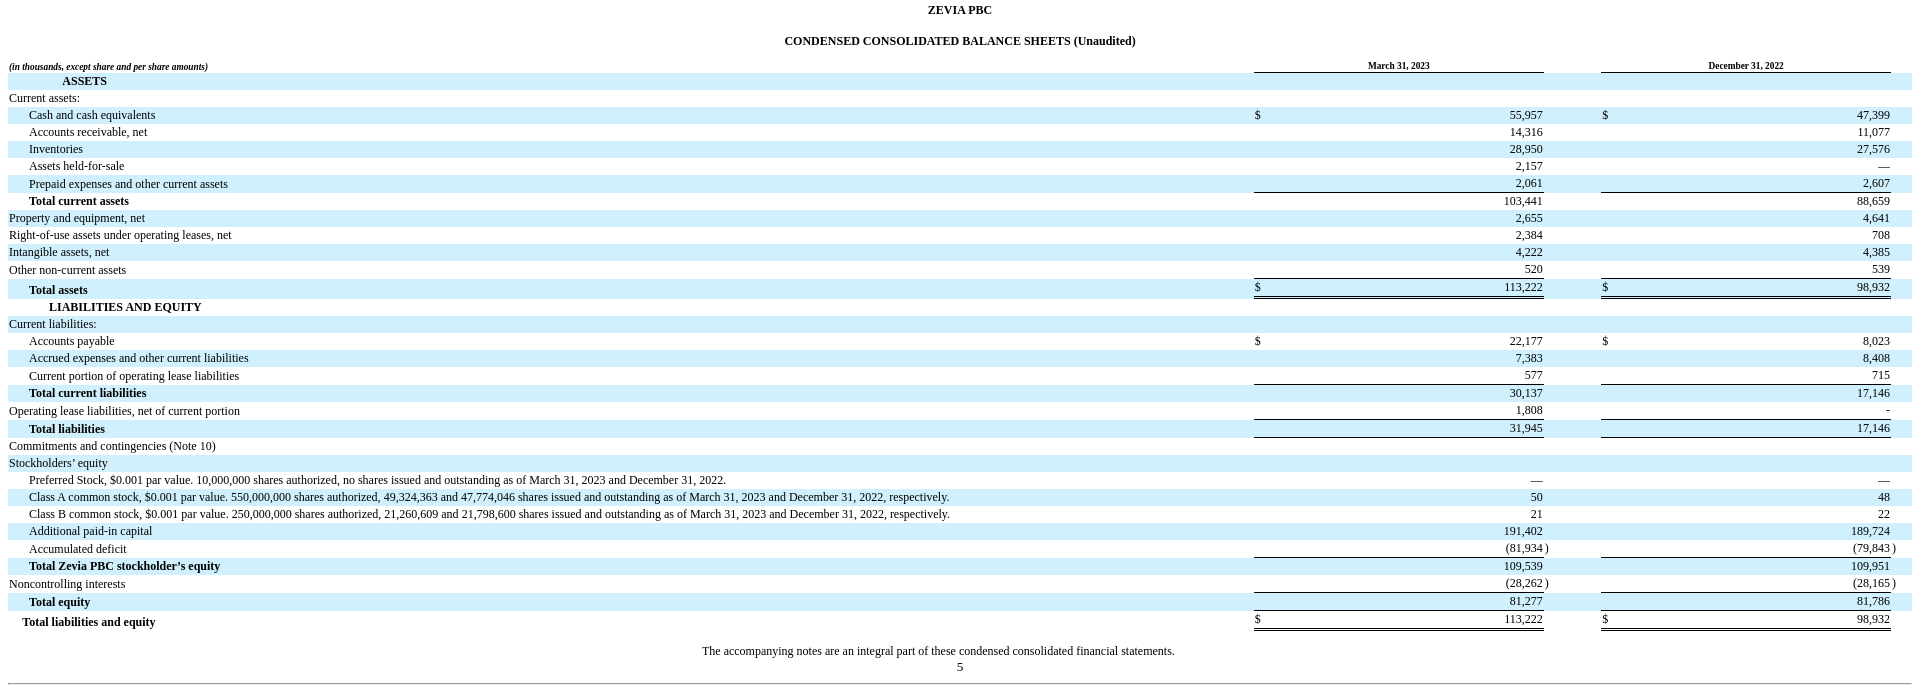 ZEVIA PBC
CONDENSED CONSOLIDATED BALANCE SHEETS (Unaudited)
(in thousands, except share and per share amounts) March 31, 2023 December 31, 2022
ASSETS
Current assets:
Cash and cash equivalents $ 55,957 $ 47,399
Accounts receivable, net 14,316 11,077
Inventories 28,950 27,576
Assets held-for-sale 2,157 —
Prepaid expenses and other current assets 2,061 2,607
Total current assets 103,441 88,659
Property and equipment, net 2,655 4,641
Right-of-use assets under operating leases, net 2,384 708
Intangible assets, net 4,222 4,385
Other non-current assets 520 539
Total assets $ 113,222 $ 98,932
LIABILITIES AND EQUITY
Current liabilities:
Accounts payable $ 22,177 $ 8,023
Accrued expenses and other current liabilities 7,383 8,408
Current portion of operating lease liabilities 577 715
Total current liabilities 30,137 17,146
Operating lease liabilities, net of current portion 1,808 -
Total liabilities 31,945 17,146
Commitments and contingencies (Note 10)
Stockholders’ equity
Preferred Stock, $0.001 par value. 10,000,000 shares authorized, no shares issued and outstanding as of March 31, 2023 and December 31, 2022. — —
Class A common stock, $0.001 par value. 550,000,000 shares authorized, 49,324,363 and 47,774,046 shares issued and outstanding as of March 31, 2023 and December 31, 2022, respectively. 50 48
Class B common stock, $0.001 par value. 250,000,000 shares authorized, 21,260,609 and 21,798,600 shares issued and outstanding as of March 31, 2023 and December 31, 2022, respectively. 21 22
Additional paid-in capital 191,402 189,724
Accumulated deficit (81,934) (79,843)
Total Zevia PBC stockholder’s equity 109,539 109,951
Noncontrolling interests (28,262) (28,165)
Total equity 81,277 81,786
Total liabilities and equity $ 113,222 $ 98,932
The accompanying notes are an integral part of these condensed consolidated financial statements.
5